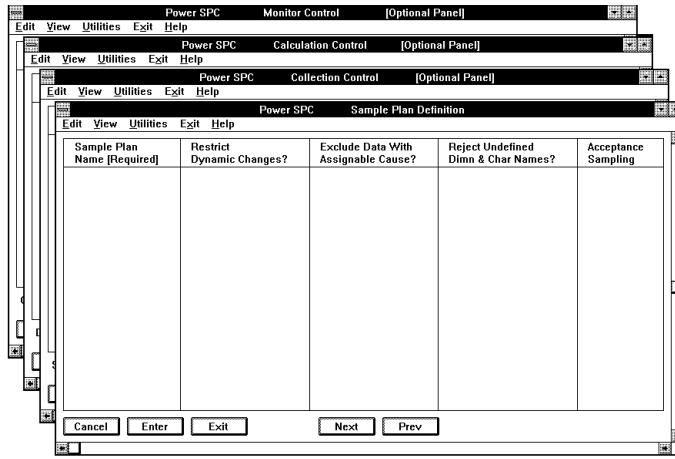 Power SPC Monitor Control [Optional Panel]
Edit View Utilities Exit Help
Power SPC Calculation Control [Optional Panel]
Edit View Utilities Exit Help
Power SPC Collection Control [Optional Panel]
Edit View Utilities Exit Help
Power SPC Sample Plan Definition
Edit View Utilities Exit Help
Sample Plan Name [Required]
Restrict Dynamic Changes?
Exclude Data With Assignable Cause?
Reject Undefined Dimn & Char Names?
Acceptance Sampling
Cancel Enter Exit Next Prev